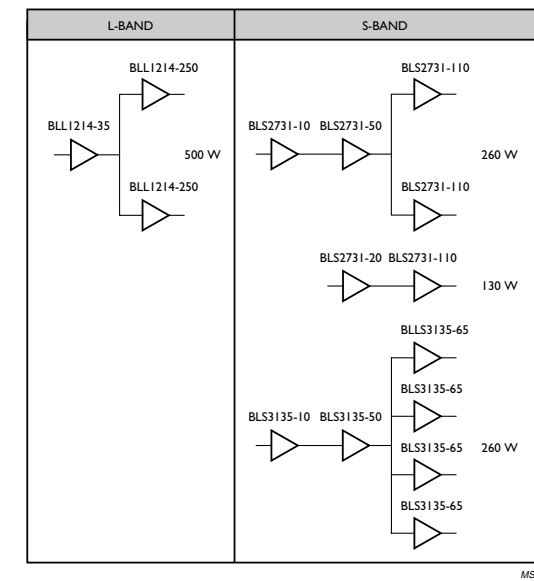 L-BAND
S-BAND
BLL1214-250
BLL1214-35
500 W
BLL1214-250
BLS2731-110
BLS2731-10 BLS2731-50
260 W
BLS2731-110
BLS2731-20 BLS2731-110
130 W
BLLS3135-65
BLS3135-65
BLS3135-10 BLS3135-50
BLS3135-65 260 W
BLS3135-65
MS